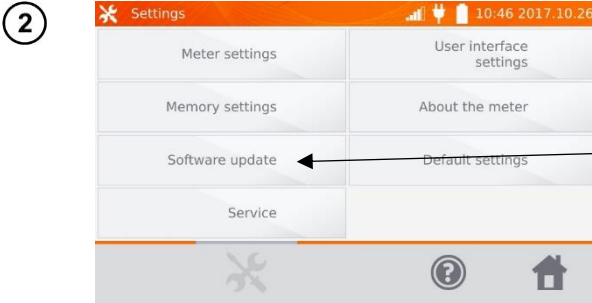 2
Settings
10:46 2017.10.26
Meter settings
User interface
settings
Memory settings
About the meter
Software update
Default settings
Service
?